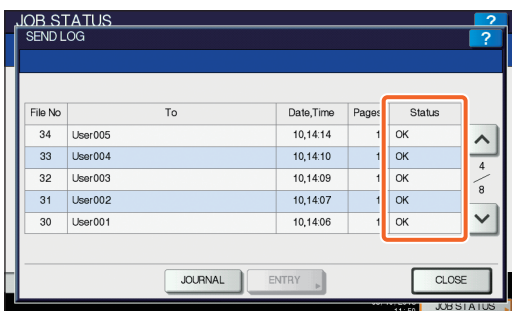 JOB STATUS ?
SEND LOG ?
File No To Date,Time Pages Status
34 User005 10,14:14 1 OK
33 User004 10,14:10 1 OK
32 User003 10,14:09 1 OK
31 User002 10,14:07 1 OK
30 User001 10,14:06 1 OK
4
8
JOURNAL ENTRY CLOSE
JOB STATUS